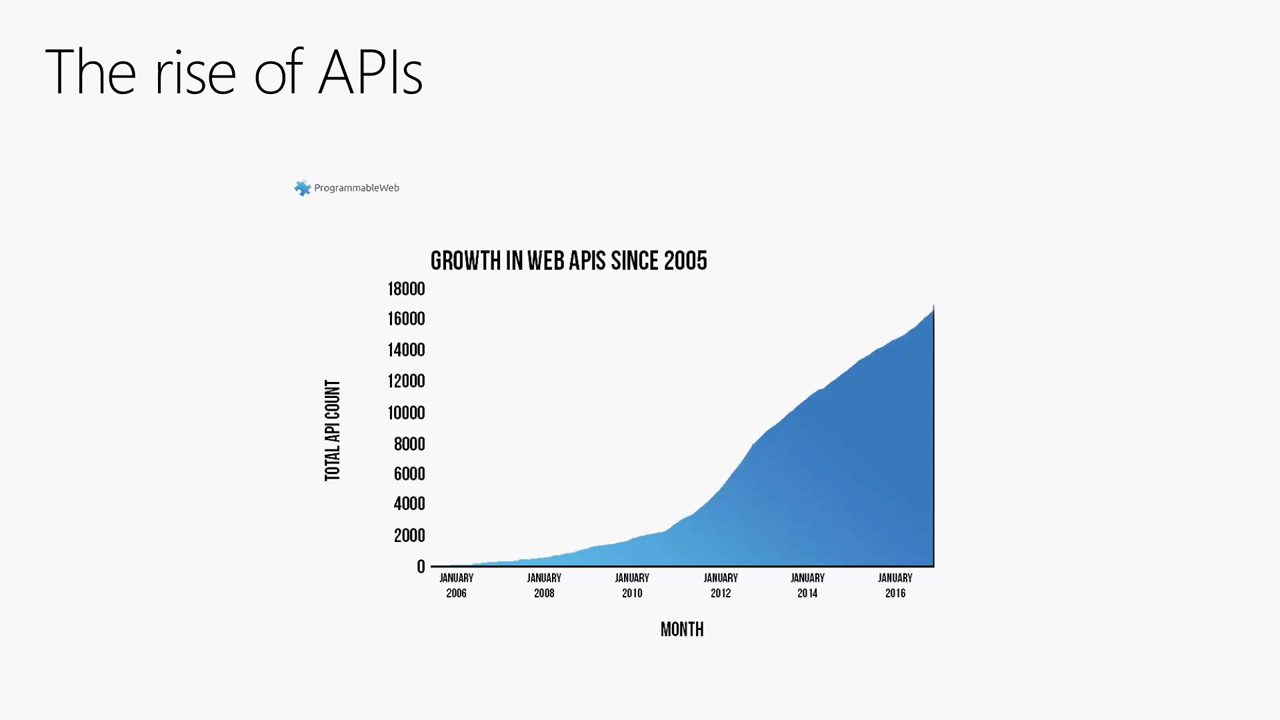 The rise of APIs
ProgrammableWeb
GROWTH IN WEB APIS SINCE 2005
18000
16000
14000
12000
10000
8000
6000
4000
2000
0
TOTAL API COUNT
JANUARY JANUARY JANUARY JANUARY JANUARY JANUARY
2006 2008 2010 2012 2014 2016
MONTH